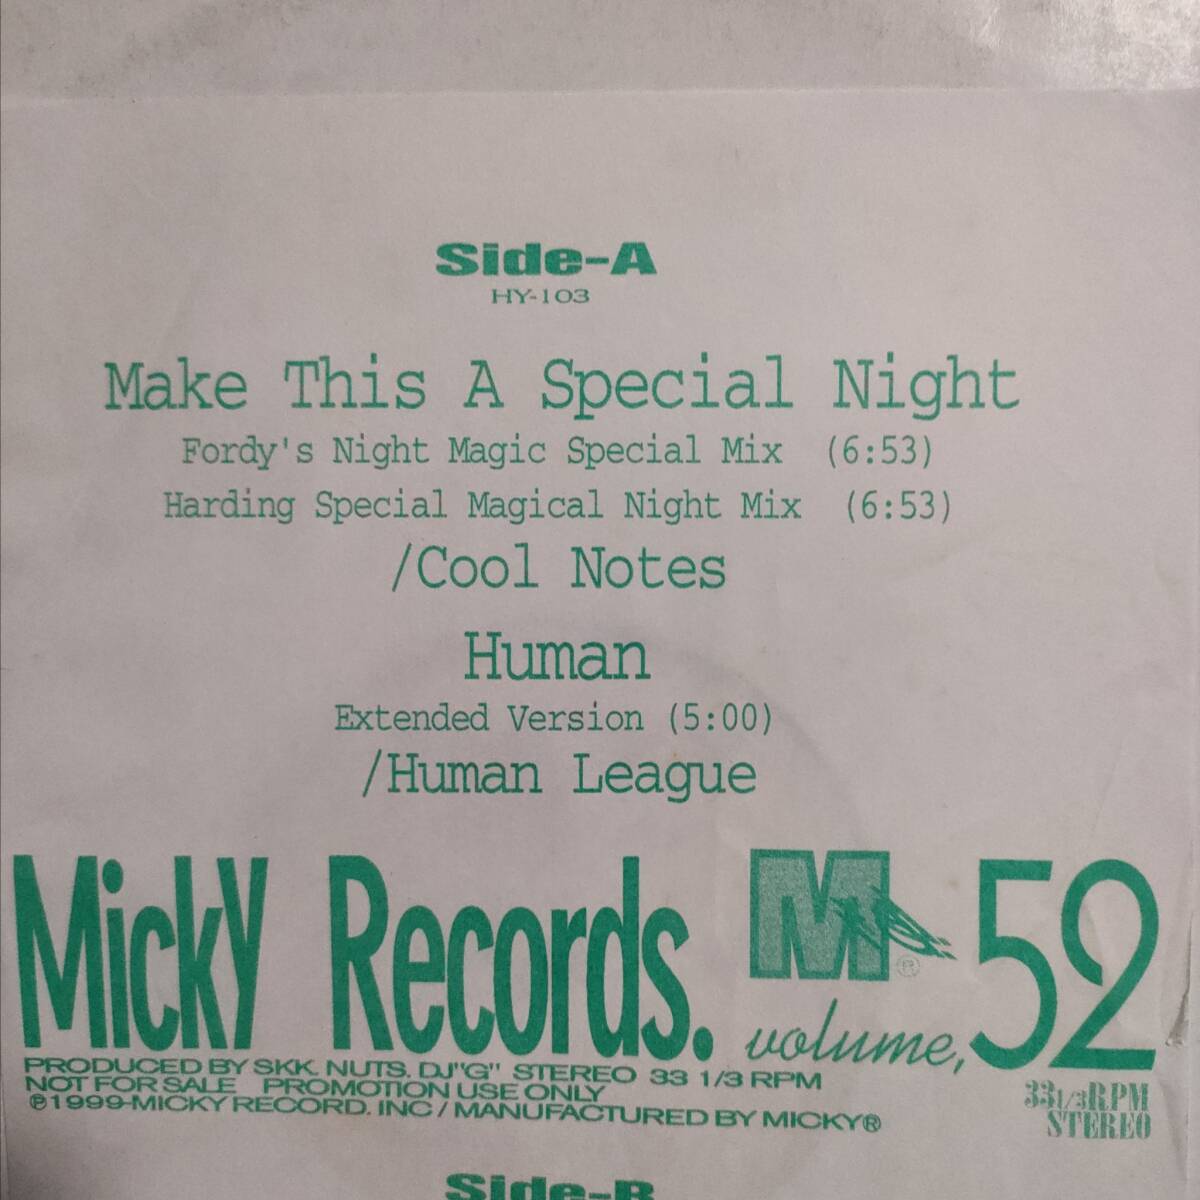 Side-A
HY-103
Make This A Special Night
Fordy's Night Magic Special Mix (6:53)
Harding Special Magical Night Mix (6:53)
/Cool Notes
Human
Extended Version (5:00)
/Human League
MickY Records. M ® volume, 52
PRODUCED BY SKK. NUTS. DJ"G" STEREO 33 1/3 RPM
NOT FOR SALE PROMOTION USE ONLY
℗1999-MICKY RECORD. INC / MANUFACTURED BY MICKY®
33 1/3 RPM
STEREO
Side-B